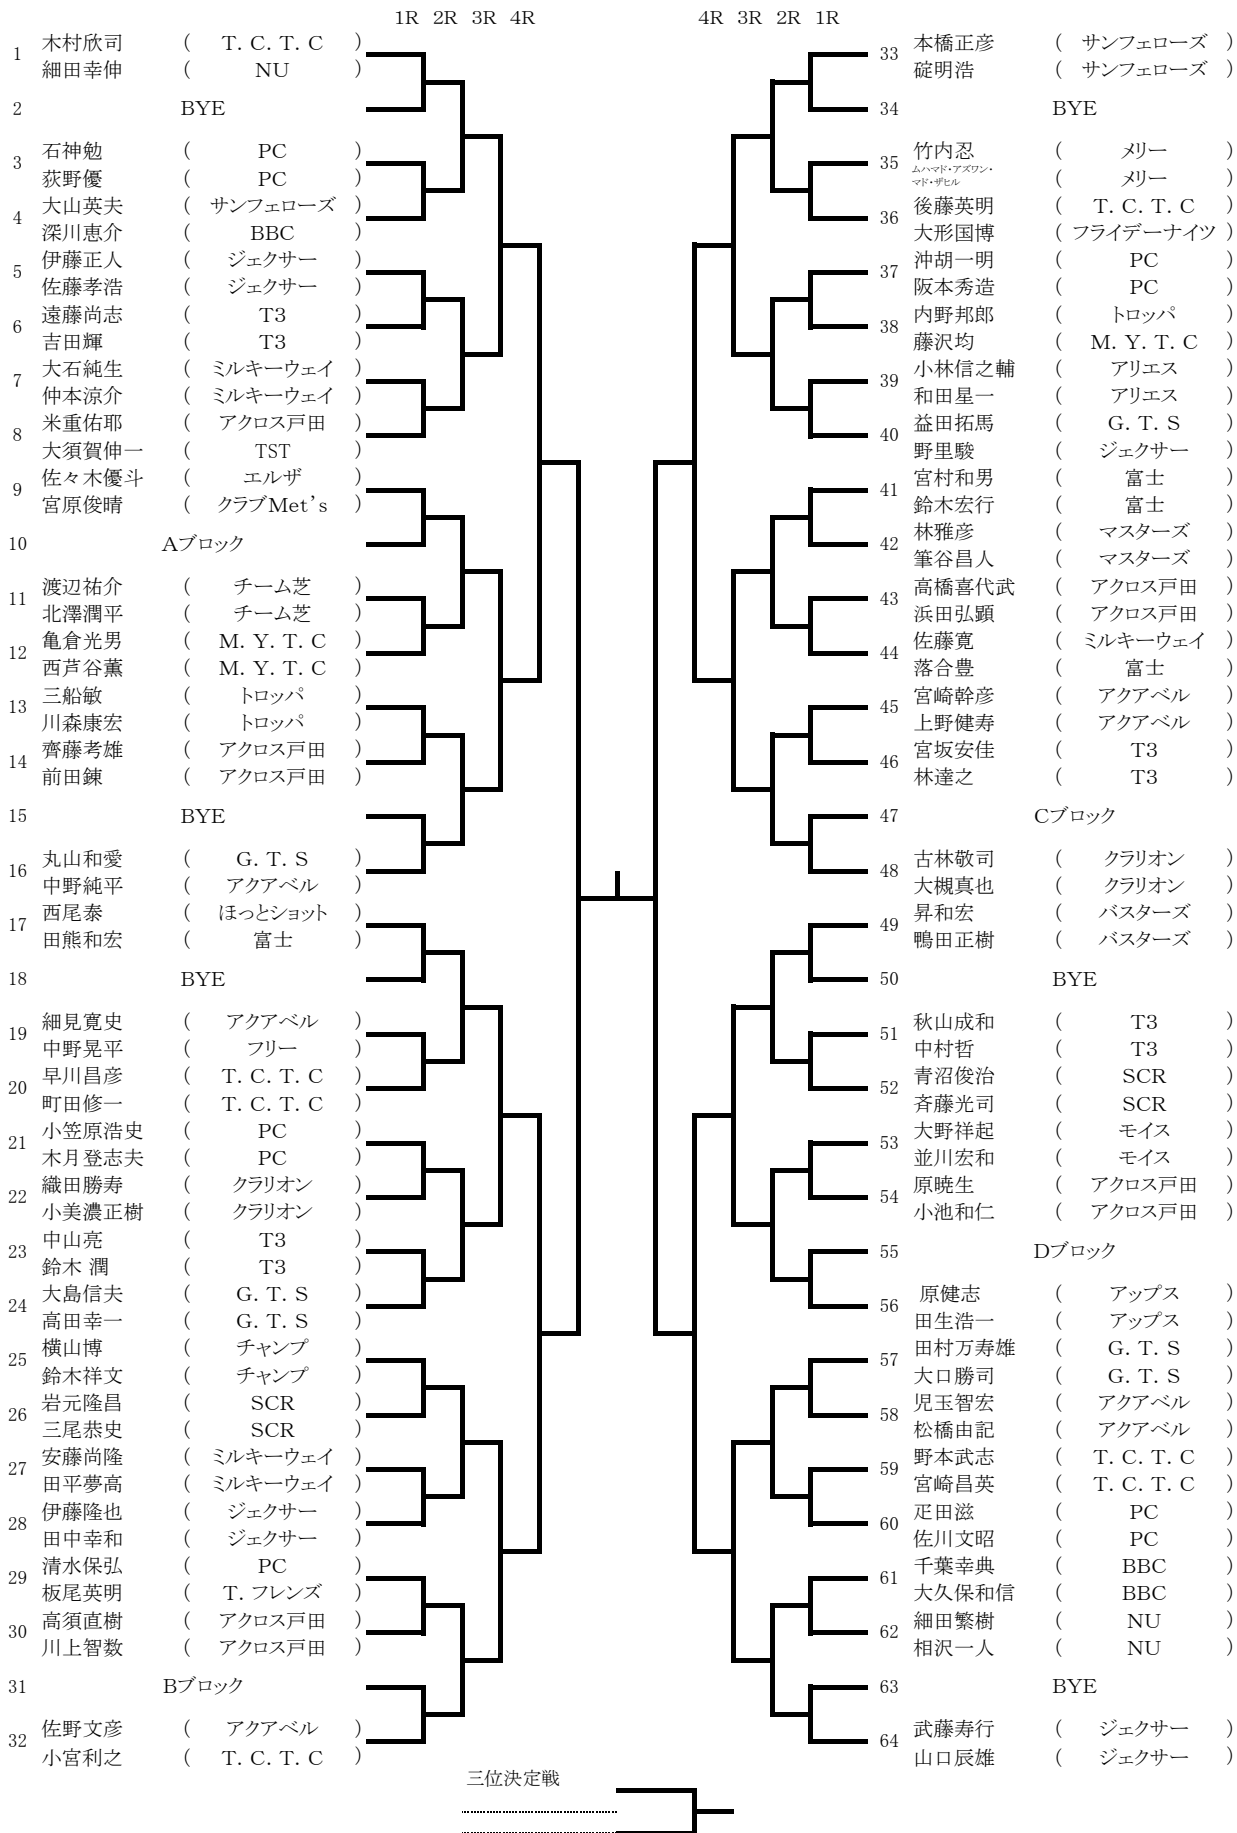 1R 2R 3R 4R
1 木村欣司 ( T. C. T. C )
細田幸伸 ( NU )
2 BYE
3 石神勉 ( PC )
荻野優 ( PC )
4 大山英夫 ( サンフェローズ )
深川恵介 ( BBC )
5 伊藤正人 ( ジェクサー )
佐藤孝浩 ( ジェクサー )
6 遠藤尚志 ( T3 )
吉田輝 ( T3 )
7 大石純生 ( ミルキーウェイ )
仲本涼介 ( ミルキーウェイ )
8 米重佑耶 ( アクロス戸田 )
大須賀伸一 ( TST )
9 佐々木優斗 ( エルザ )
宮原俊晴 ( クラブMet's )
10 Aブロック
11 渡辺祐介 ( チーム芝 )
北澤潤平 ( チーム芝 )
12 亀倉光男 ( M. Y. T. C )
西芦谷薫 ( M. Y. T. C )
13 三船敏 ( トロッパ )
川森康宏 ( トロッパ )
14 齊藤考雄 ( アクロス戸田 )
前田錬 ( アクロス戸田 )
15 BYE
16 丸山和愛 ( G. T. S )
中野純平 ( アクアベル )
17 西尾泰 ( ほっとショット )
田熊和宏 ( 富士 )
18 BYE
19 細見寛史 ( アクアベル )
中野晃平 ( フリー )
20 早川昌彦 ( T. C. T. C )
町田修一 ( T. C. T. C )
21 小笠原浩史 ( PC )
木月登志夫 ( PC )
22 織田勝寿 ( クラリオン )
小美濃正樹 ( クラリオン )
23 中山亮 ( T3 )
鈴木 潤 ( T3 )
24 大島信夫 ( G. T. S )
高田幸一 ( G. T. S )
25 横山博 ( チャンプ )
鈴木祥文 ( チャンプ )
26 岩元隆昌 ( SCR )
三尾恭史 ( SCR )
27 安藤尚隆 ( ミルキーウェイ )
田平夢高 ( ミルキーウェイ )
28 伊藤隆也 ( ジェクサー )
田中幸和 ( ジェクサー )
29 清水保弘 ( PC )
板尾英明 ( T. フレンズ )
30 高須直樹 ( アクロス戸田 )
川上智数 ( アクロス戸田 )
31 Bブロック
32 佐野文彦 ( アクアベル )
小宮利之 ( T. C. T. C )
4R 3R 2R 1R
33 本橋正彦 ( サンフェローズ )
碇明浩 ( サンフェローズ )
34 BYE
35 竹内忍 ( メリー )
ムハマド・アズワン・
マド・ザヒル ( メリー )
36 後藤英明 ( T. C. T. C )
大形国博 ( フライデーナイツ )
37 沖胡一明 ( PC )
阪本秀造 ( PC )
38 内野邦郎 ( トロッパ )
藤沢均 ( M. Y. T. C )
39 小林信之輔 ( アリエス )
和田星一 ( アリエス )
40 益田拓馬 ( G. T. S )
野里駿 ( ジェクサー )
41 宮村和男 ( 富士 )
鈴木宏行 ( 富士 )
42 林雅彦 ( マスターズ )
筆谷昌人 ( マスターズ )
43 高橋喜代武 ( アクロス戸田 )
浜田弘顕 ( アクロス戸田 )
44 佐藤寛 ( ミルキーウェイ )
落合豊 ( 富士 )
45 宮崎幹彦 ( アクアベル )
上野健寿 ( アクアベル )
46 宮坂安佳 ( T3 )
林達之 ( T3 )
47 Cブロック
48 古林敬司 ( クラリオン )
大槻真也 ( クラリオン )
49 昇和宏 ( バスターズ )
鴨田正樹 ( バスターズ )
50 BYE
51 秋山成和 ( T3 )
中村哲 ( T3 )
52 青沼俊治 ( SCR )
斉藤光司 ( SCR )
53 大野祥起 ( モイス )
並川宏和 ( モイス )
54 原暁生 ( アクロス戸田 )
小池和仁 ( アクロス戸田 )
55 Dブロック
56 原健志 ( アップス )
田生浩一 ( アップス )
57 田村万寿雄 ( G. T. S )
大口勝司 ( G. T. S )
58 児玉智宏 ( アクアベル )
松橋由記 ( アクアベル )
59 野本武志 ( T. C. T. C )
宮崎昌英 ( T. C. T. C )
60 疋田滋 ( PC )
佐川文昭 ( PC )
61 千葉幸典 ( BBC )
大久保和信 ( BBC )
62 細田繁樹 ( NU )
相沢一人 ( NU )
63 BYE
64 武藤寿行 ( ジェクサー )
山口辰雄 ( ジェクサー )
三位決定戦